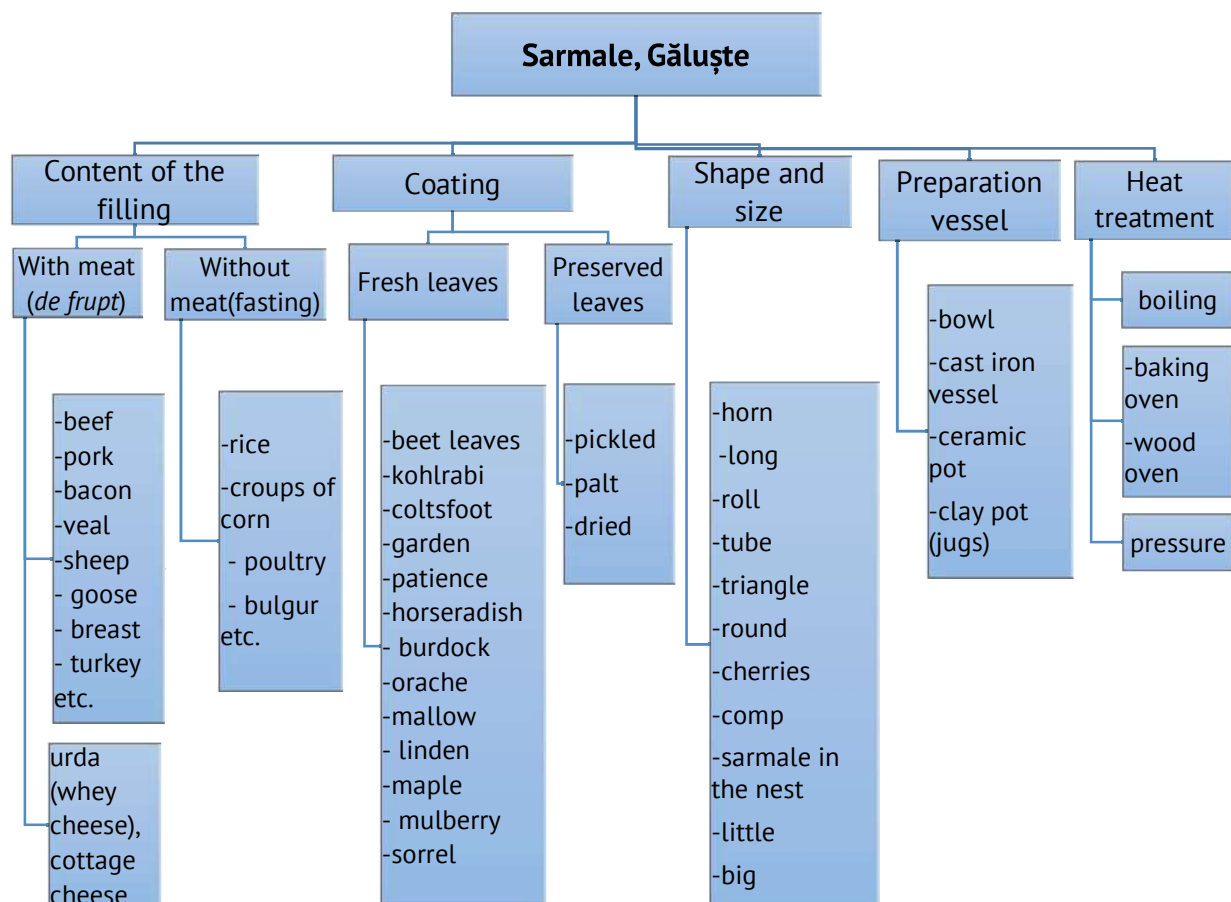 Sarmale, Găluște
Content of the
filling
Coating
Shape and
size
Preparation
vessel
Heat
treatment
With meat
(de frupt)
Without
meat(fasting)
Fresh leaves
Preserved
leaves
-beef
-pork
-bacon
-veal
-sheep
- goose
- breast
- turkey
etc.
urda
(whey
cheese),
cottage
cheese
-rice
-croups of
corn
- poultry
- bulgur
etc.
-beet leaves
-kohlrabi
-coltsfoot
-garden
-patience
-horseradish
- burdock
-orache
-mallow
- linden
-maple
- mulberry
-sorrel
-pickled
-palt
-dried
-horn
-long
-roll
-tube
-triangle
-round
-cherries
-comp
-sarmale in
the nest
-little
-big
-bowl
-cast iron
vessel
-ceramic
pot
-clay pot
(jugs)
boiling
-baking
oven
-wood
oven
pressure